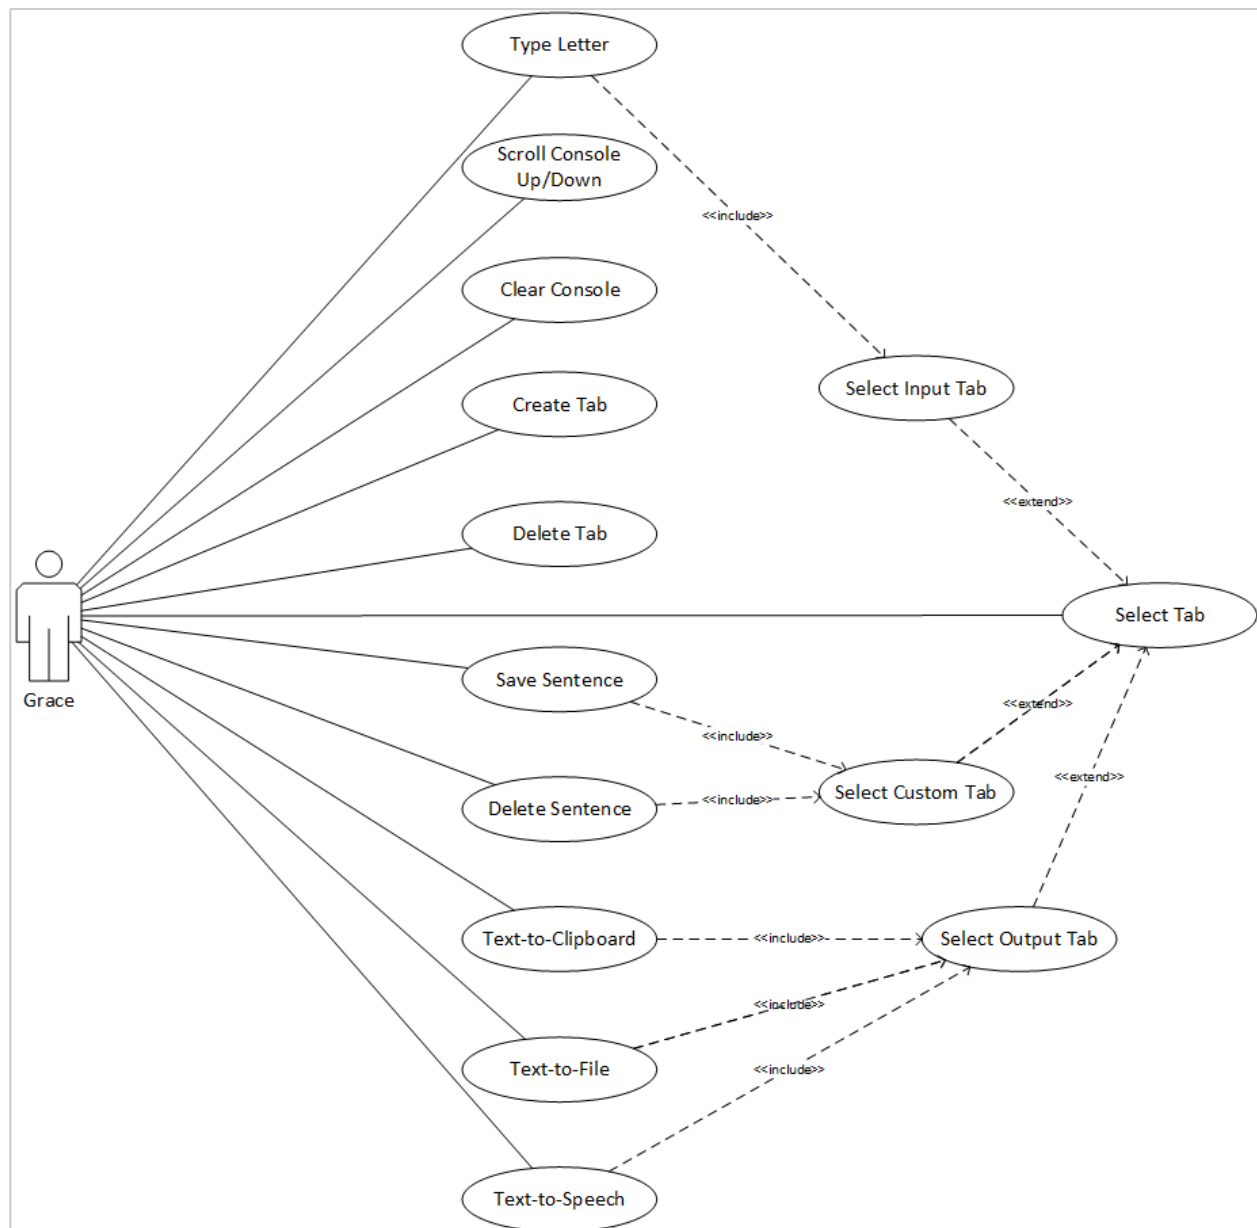 Type Letter
Scroll Console
Up/Down
<<include>>
Clear Console
Select Input Tab
Create Tab
<<extend>>
Delete Tab
Select Tab
Grace
Save Sentence
<<extend>>
<<include>>
<<extend>>
Select Custom Tab
<<include>>
Delete Sentence
Text-to-Clipboard
<<include>>
Select Output Tab
<<include>>
Text-to-File
<<include>>
Text-to-Speech